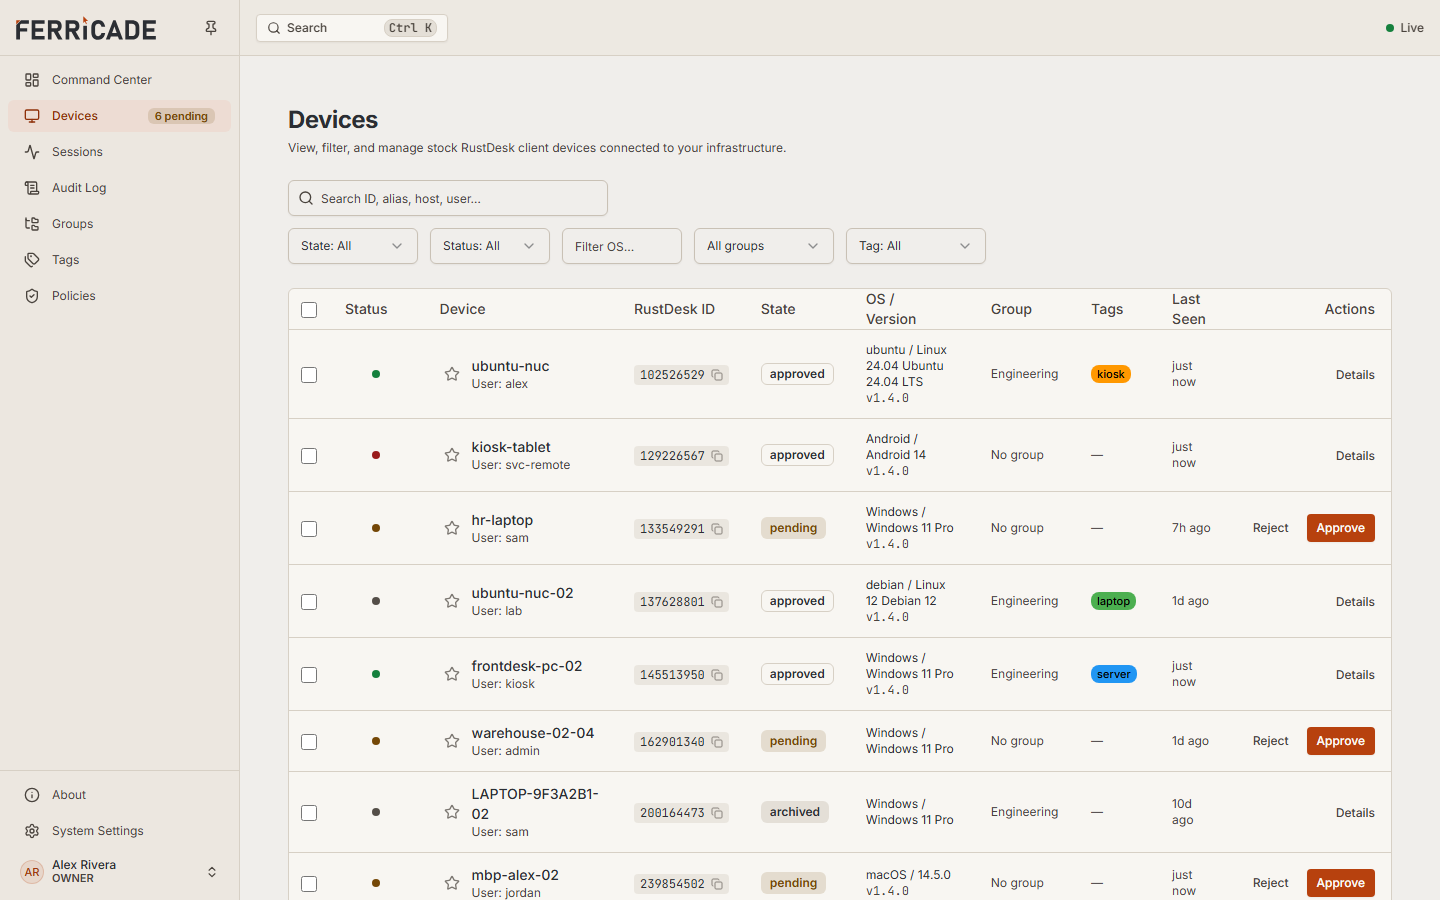 FERRiCADE
Search Ctrl K
Live
Command Center
Devices 6 pending
Sessions
Audit Log
Groups
Tags
Policies
About
System Settings
AR Alex Rivera
OWNER
Devices
View, filter, and manage stock RustDesk client devices connected to your infrastructure.
Search ID, alias, host, user...
State: All Status: All Filter OS... All groups Tag: All
Status Device RustDesk ID State OS / Version Group Tags Last Seen Actions
ubuntu-nuc
User: alex
102526529
approved
ubuntu / Linux
24.04 Ubuntu
24.04 LTS
v1.4.0
Engineering
kiosk
just
now
Details
kiosk-tablet
User: svc-remote
129226567
approved
Android /
Android 14
v1.4.0
No group
—
just
now
Details
hr-laptop
User: sam
133549291
pending
Windows /
Windows 11 Pro
v1.4.0
No group
—
7h ago
Reject
Approve
ubuntu-nuc-02
User: lab
137628801
approved
debian / Linux
12 Debian 12
v1.4.0
Engineering
laptop
1d ago
Details
frontdesk-pc-02
User: kiosk
145513950
approved
Windows /
Windows 11 Pro
v1.4.0
Engineering
server
just
now
Details
warehouse-02-04
User: admin
162901340
pending
Windows /
Windows 11 Pro
No group
—
1d ago
Reject
Approve
LAPTOP-9F3A2B1-
02
User: sam
200164473
archived
Windows /
Windows 11 Pro
No group
—
10d
ago
Details
mbp-alex-02
User: jordan
239854502
pending
macOS / 14.5.0
v1.4.0
No group
—
just
now
Reject
Approve